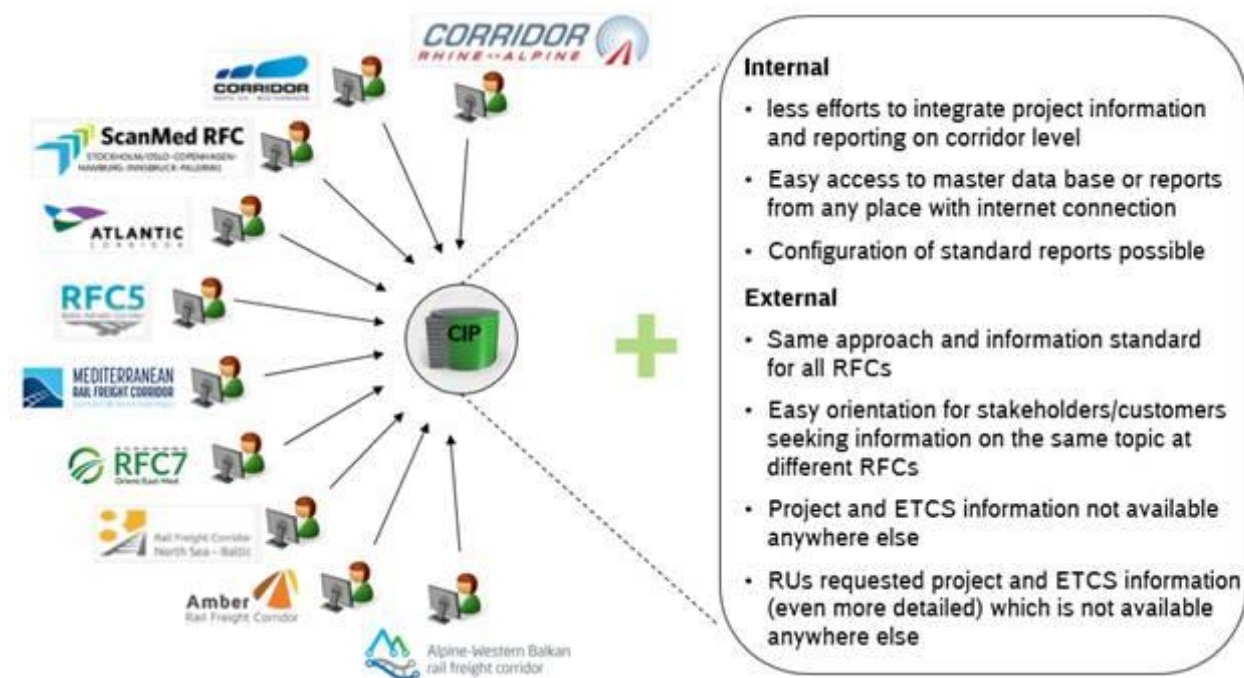 CORRIDOR
RHINE ALPINE
CORRIDOR
ScanMed RFC
STOCKHOLM/OSLO-COPENHAGEN-
HAMBURG-INNSBRUCK-PALERMO
ATLANTIC
CORRIDOR
RFC5
Baltic-Adriatic Corridor
MEDITERRANEAN
RAIL FREIGHT CORRIDOR
RFC7
Orient/East-Med
Rail Freight Corridor
North Sea - Baltic
Amber
Rail Freight Corridor
Alpine-Western Balkan
rail freight corridor
CIP
Internal
• less efforts to integrate project information
and reporting on corridor level
• Easy access to master data base or reports
from any place with internet connection
• Configuration of standard reports possible
External
• Same approach and information standard
for all RFCs
• Easy orientation for stakeholders/customers
seeking information on the same topic at
different RFCs
• Project and ETCS information not available
anywhere else
• RUs requested project and ETCS information
(even more detailed) which is not available
anywhere else